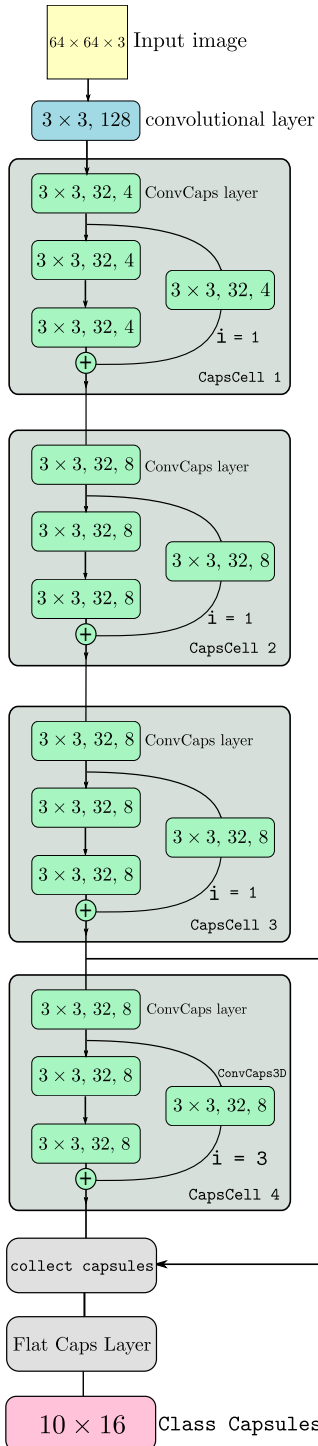 64 × 64 × 3 Input image
3 × 3, 128 convolutional layer
3 × 3, 32, 4 ConvCaps layer
3 × 3, 32, 4
3 × 3, 32, 4
3 × 3, 32, 4
i = 1
+
CapsCell 1
3 × 3, 32, 8 ConvCaps layer
3 × 3, 32, 8
3 × 3, 32, 8
3 × 3, 32, 8
i = 1
+
CapsCell 2
3 × 3, 32, 8 ConvCaps layer
3 × 3, 32, 8
3 × 3, 32, 8
3 × 3, 32, 8
i = 1
+
CapsCell 3
3 × 3, 32, 8 ConvCaps layer
3 × 3, 32, 8
ConvCaps3D
3 × 3, 32, 8
3 × 3, 32, 8
i = 3
+
CapsCell 4
collect capsules
Flat Caps Layer
10 × 16 Class Capsules